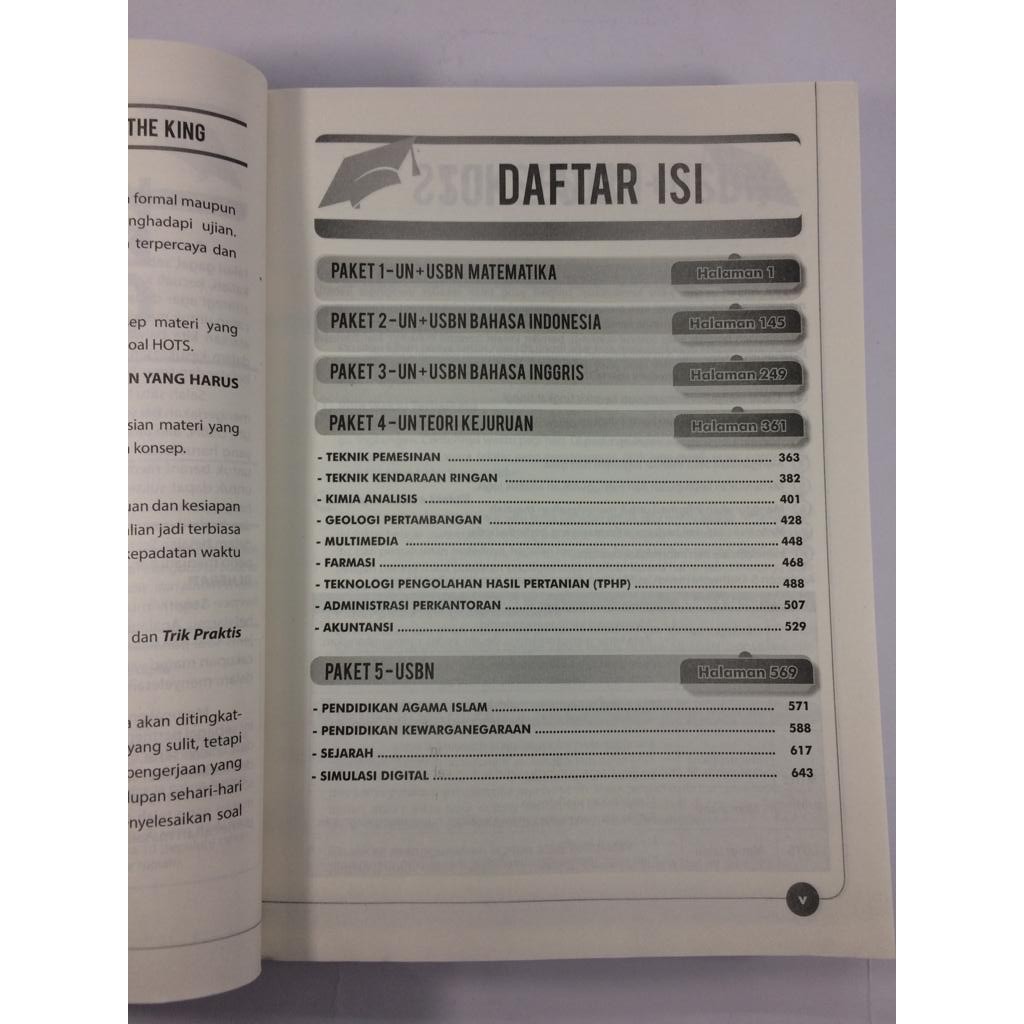 THE KING
formal maupun
nghadapi ujian.
terpercaya dan
ep materi yang
oal HOTS.
N YANG HARUS
sian materi yang
konsep.
uan dan kesiapan
alian jadi terbiasa
kepadatan waktu
dan Trik Praktis
a akan ditingkat-
yang sulit, tetapi
pengerjaan yang
dupan sehari-hari
nyelesaikan soal
DAFTAR ISI
PAKET 1-UN+USBN MATEMATIKA Halaman 1
PAKET 2-UN+USBN BAHASA INDONESIA Halaman 145
PAKET 3-UN+USBN BAHASA INGGRIS Halaman 249
PAKET 4-UN TEORI KEJURUAN Halaman 361
- TEKNIK PEMESINAN ........ 363
- TEKNIK KENDARAAN RINGAN ........ 382
- KIMIA ANALISIS ........ 401
- GEOLOGI PERTAMBANGAN ........ 428
- MULTIMEDIA ........ 448
- FARMASI ........ 468
- TEKNOLOGI PENGOLAHAN HASIL PERTANIAN (TPHP) ........ 488
- ADMINISTRASI PERKANTORAN ........ 507
- AKUNTANSI ........ 529
PAKET 5-USBN Halaman 569
- PENDIDIKAN AGAMA ISLAM ........ 571
- PENDIDIKAN KEWARGANEGARAAN ........ 588
- SEJARAH ........ 617
- SIMULASI DIGITAL ........ 643
v